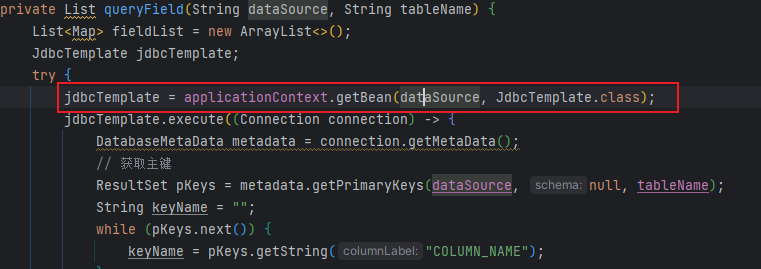 private List queryField(String dataSource, String tableName) {
List<Map> fieldList = new ArrayList<>();
JdbcTemplate jdbcTemplate;
try {
jdbcTemplate = applicationContext.getBean(dataSource, JdbcTemplate.class);
jdbcTemplate.execute((Connection connection) -> {
DatabaseMetaData metadata = connection.getMetaData();
// 获取主键
ResultSet pKeys = metadata.getPrimaryKeys(dataSource, schema: null, tableName);
String keyName = "";
while (pKeys.next()) {
keyName = pKeys.getString( columnLabel: "COLUMN_NAME");